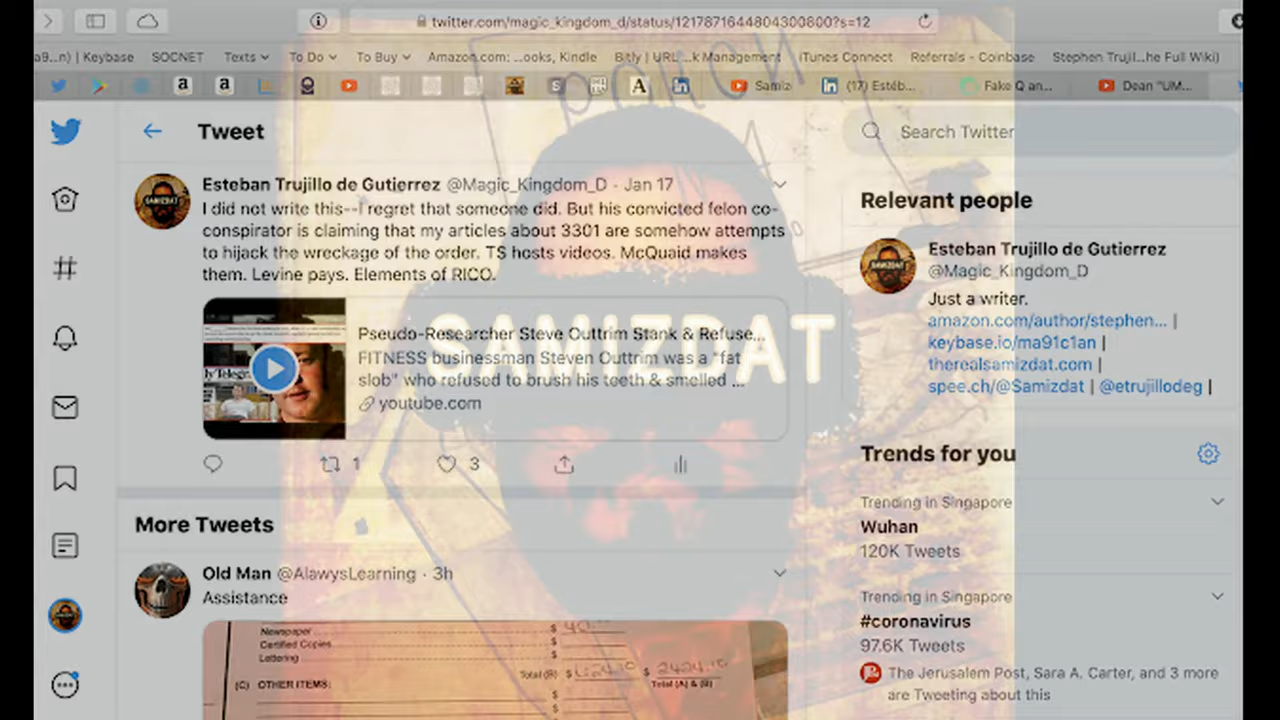 twitter.com/magic_kingdom_d/status/1217871644804300800?s=12
a9...n) | Keybase SOCNET Texts To Do To Buy Amazon.com: ...ooks, Kindle Bitly | URL ...k Management iTunes Connect Referrals - Coinbase Stephen Trujil...he Full Wiki)
Samiz (17) Estéb... Fake Q an... Dean "UM...
Tweet
Search Twitter
Esteban Trujillo de Gutierrez @Magic_Kingdom_D · Jan 17
I did not write this--I regret that someone did. But his convicted felon co-
conspirator is claiming that my articles about 3301 are somehow attempts
to hijack the wreckage of the order. TS hosts videos. McQuaid makes
them. Levine pays. Elements of RICO.
Pseudo-Researcher Steve Outtrim Stank & Refuse...
FITNESS businessman Steven Outtrim was a "fat
slob" who refused to brush his teeth & smelled ...
youtube.com
1 3
SAMIZDAT
Relevant people
Esteban Trujillo de Gutierrez
@Magic_Kingdom_D
Just a writer.
amazon.com/author/stephen... |
keybase.io/ma91c1an |
therealsamizdat.com |
spee.ch/@Samizdat | @etrujillodeg |
Trends for you
Trending in Singapore
Wuhan
120K Tweets
Trending in Singapore
#coronavirus
97.6K Tweets
The Jerusalem Post, Sara A. Carter, and 3 more
are Tweeting about this
More Tweets
Old Man @AlawysLearning · 3h
Assistance
Newspaper $
Certified Copies $
Lettering $
Total (B) $ $ 2424.10
(C) OTHER ITEMS: Total (A) & (B)
$
$